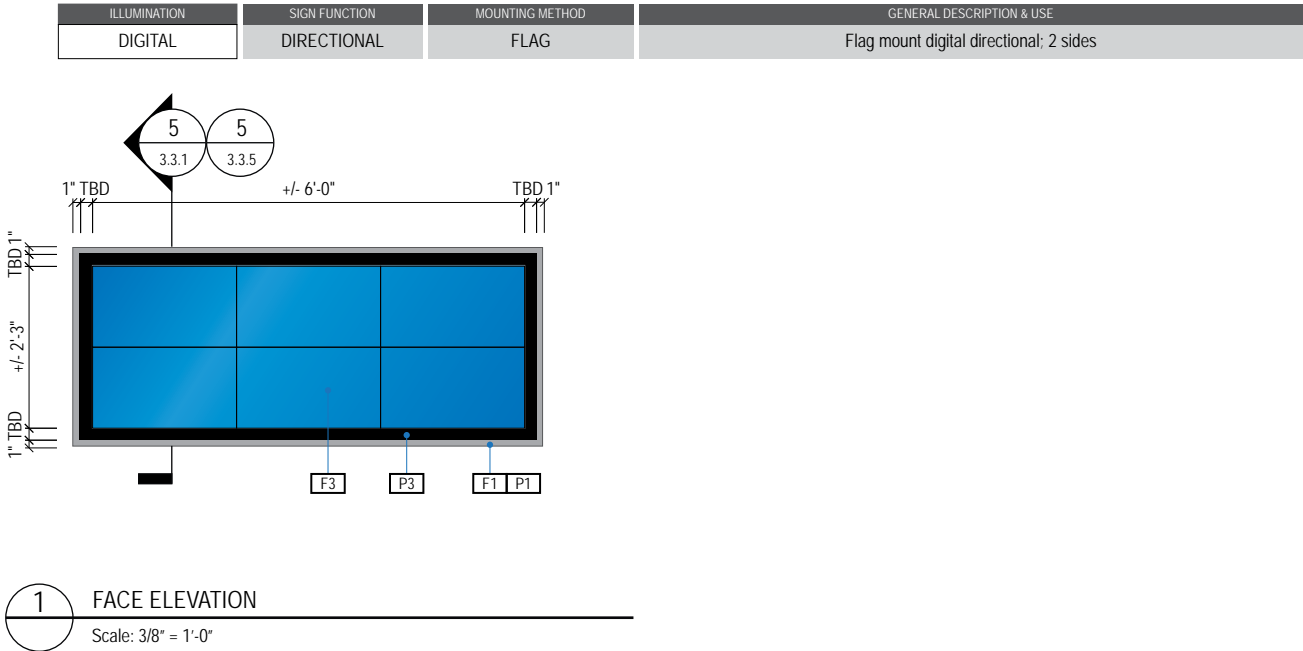 ILLUMINATION SIGN FUNCTION MOUNTING METHOD GENERAL DESCRIPTION & USE
DIGITAL DIRECTIONAL FLAG Flag mount digital directional; 2 sides
5 5
3.3.1 3.3.5
1" TBD +/- 6'-0" TBD 1"
TBD 1"
+/- 2'-3"
1" TBD
F3 P3 F1 P1
1 FACE ELEVATION
Scale: 3/8" = 1'-0"